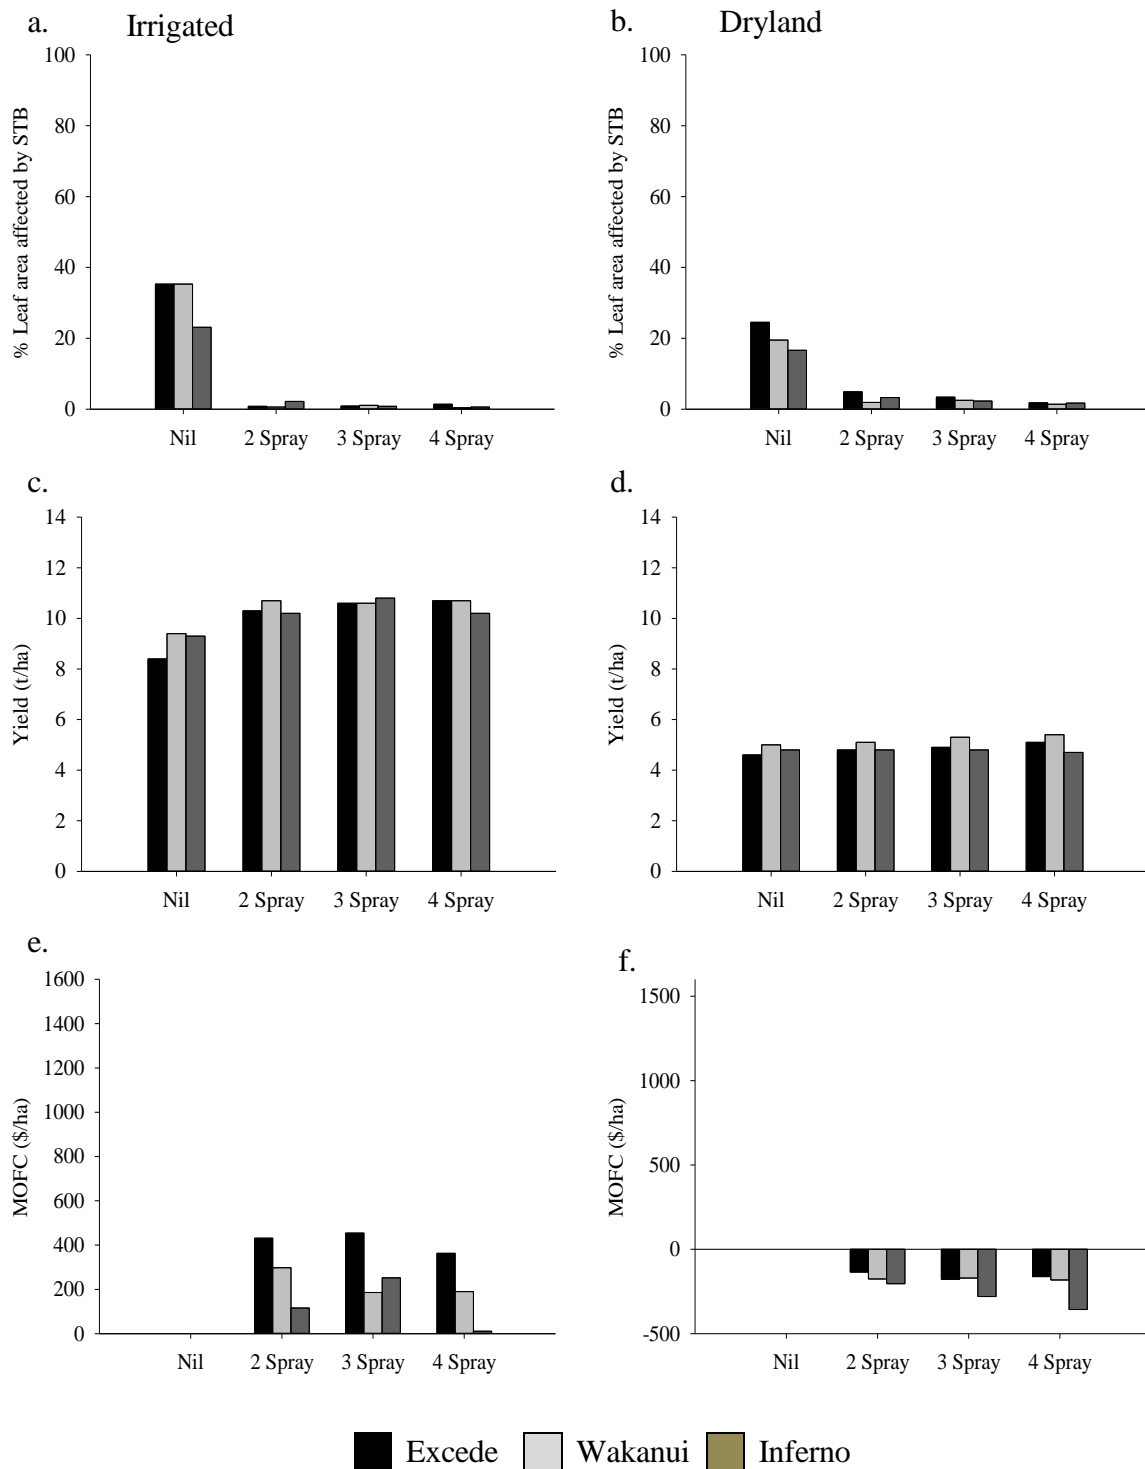 a. Irrigated
100
80
60
40
20
0
% Leaf area affected by STB
Nil 2 Spray 3 Spray 4 Spray
b. Dryland
100
80
60
40
20
0
% Leaf area affected by STB
Nil 2 Spray 3 Spray 4 Spray
c.
14
12
10
8
6
4
2
0
Yield (t/ha)
Nil 2 Spray 3 Spray 4 Spray
d.
14
12
10
8
6
4
2
0
Yield (t/ha)
Nil 2 Spray 3 Spray 4 Spray
e.
1600
1400
1200
1000
800
600
400
200
0
MOFC ($/ha)
Nil 2 Spray 3 Spray 4 Spray
f.
1500
1000
500
0
-500
MOFC ($/ha)
Nil 2 Spray 3 Spray 4 Spray
Excede Wakanui Inferno